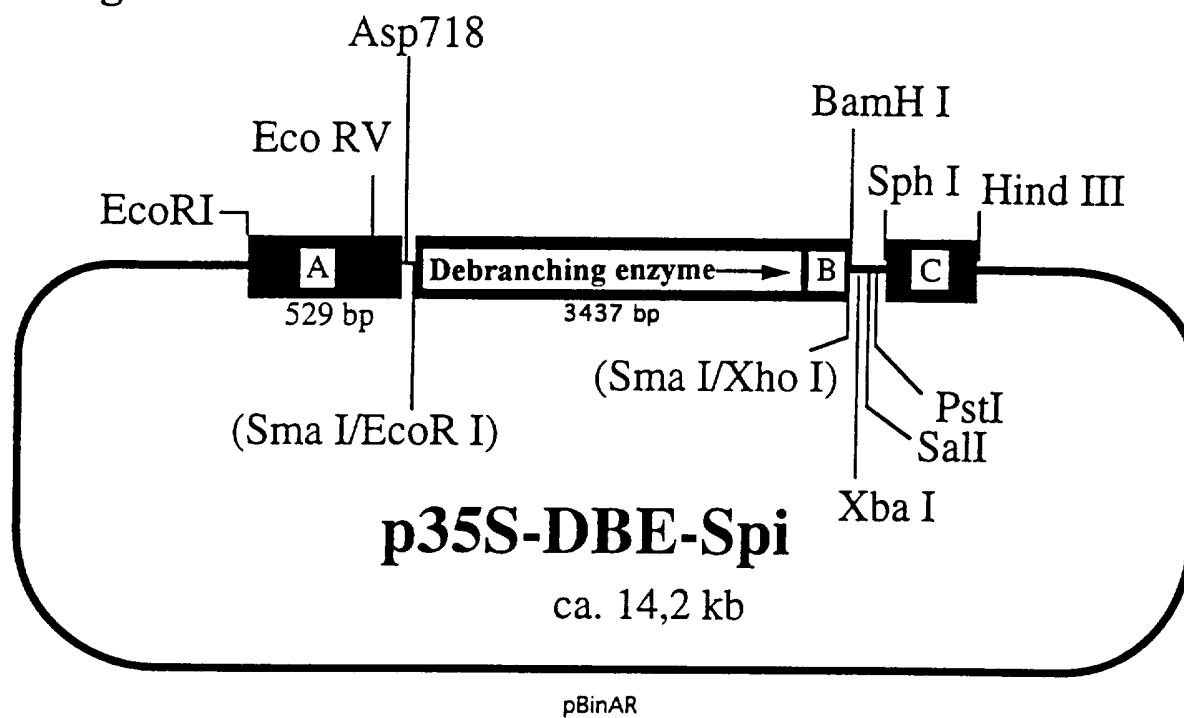 Asp718
BamH I
Eco RV
Sph I
Hind III
EcoRI
A
Debranching enzyme
B
C
529 bp
3437 bp
(Sma I/Xho I)
PstI
(Sma I/EcoR I)
SalI
Xba I
p35S-DBE-Spi
ca. 14,2 kb
pBinAR